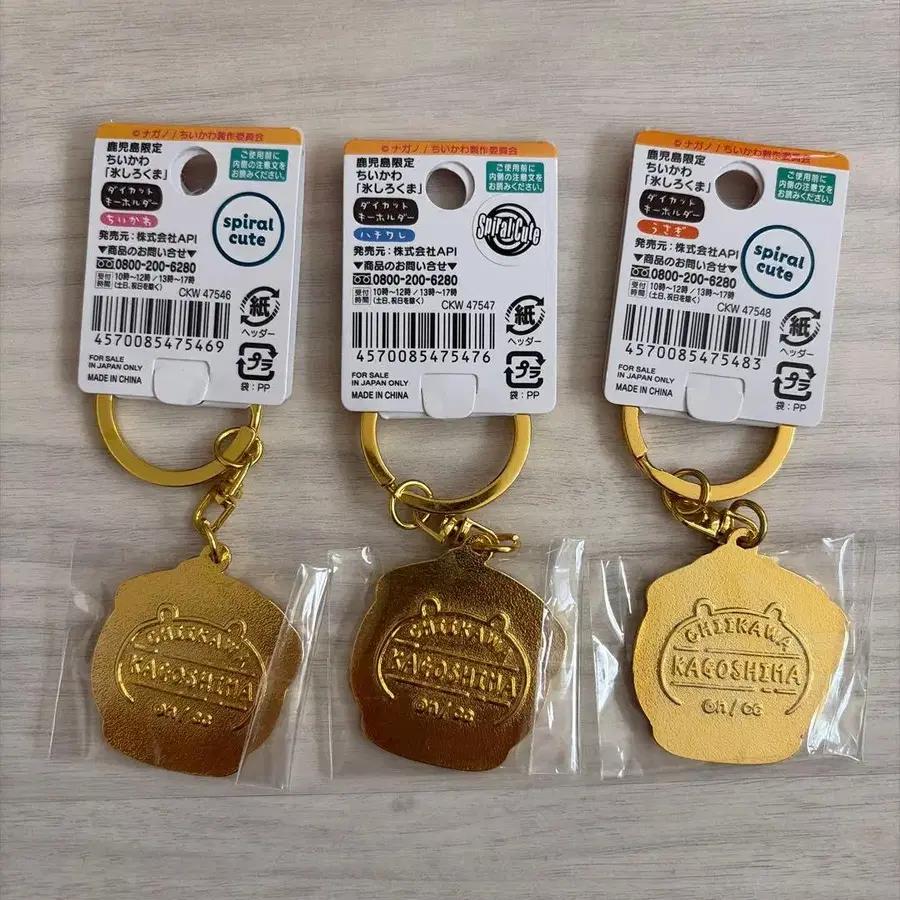 © ナガノ / ちいかわ製作委員会
鹿児島限定
ちいかわ
「氷しろくま」
ご使用前に
内側の注意文を
お読みください。
ダイカット
キーホルダー
ちいかわ
spiral
cute
発売元：株式会社API
▼商品のお問い合せ▼
0800-200-6280
受付
時間
10時〜12時／13時〜17時
(土日、祝日を除く)
CKW 47546
4570085475469
紙
ヘッダー
FOR SALE
IN JAPAN ONLY
MADE IN CHINA
プラ
袋：PP
© ナガノ / ちいかわ製作委員会
鹿児島限定
ちいかわ
「氷しろくま」
ご使用前に
内側の注意文を
お読みください。
ダイカット
キーホルダー
ハチワレ
Spiral Cute
発売元：株式会社API
▼商品のお問い合せ▼
0800-200-6280
受付
時間
10時〜12時／13時〜17時
(土日、祝日を除く)
CKW 47547
4570085475476
紙
ヘッダー
FOR SALE
IN JAPAN ONLY
MADE IN CHINA
プラ
袋：PP
© ナガノ / ちいかわ製作委員会
鹿児島限定
ちいかわ
「氷しろくま」
ご使用前に
内側の注意文を
お読みください。
ダイカット
キーホルダー
うさぎ
spiral
cute
発売元：株式会社API
▼商品のお問い合せ▼
0800-200-6280
受付
時間
10時〜12時／13時〜17時
(土日、祝日を除く)
CKW 47548
4570085475483
紙
ヘッダー
FOR SALE
IN JAPAN ONLY
MADE IN CHINA
プラ
袋：PP
CHIIKAWA
KAGOSHIMA
©n/cc
CHIIKAWA
KAGOSHIMA
©n/cc
CHIIKAWA
KAGOSHIMA
©n/cc